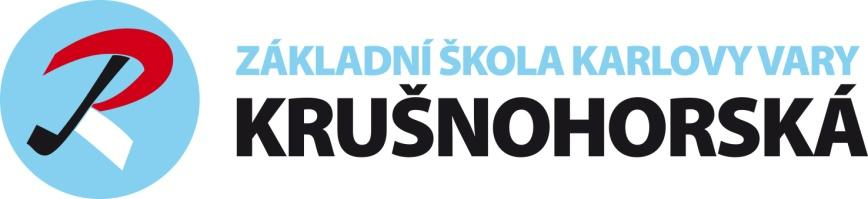 ZÁKLADNÍ ŠKOLA KARLOVY VARY
KRUŠNOHORSKÁ